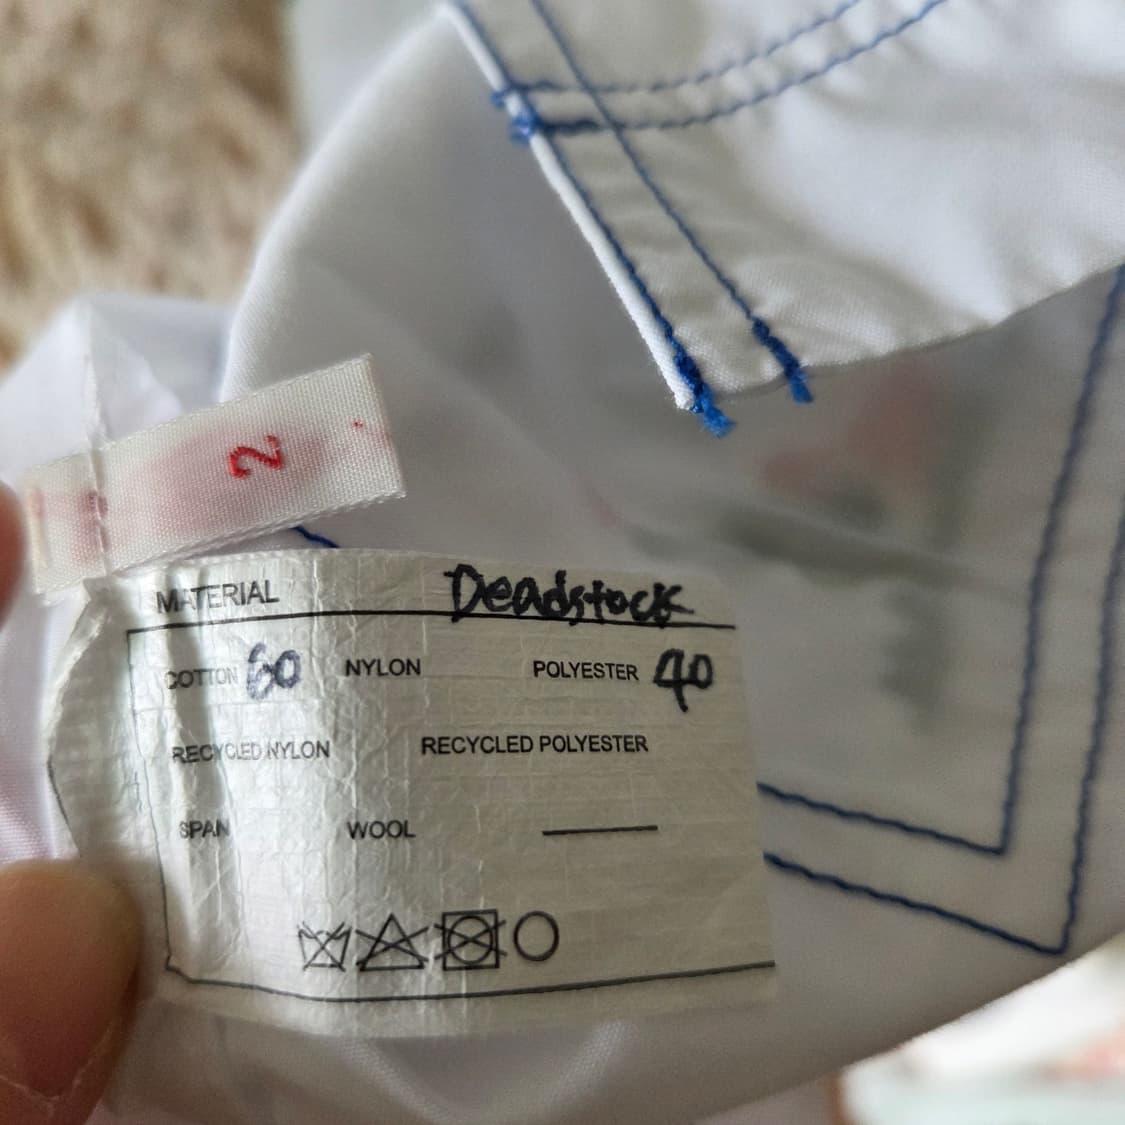 2
MATERIAL Deadstock
COTTON 60 NYLON POLYESTER 40
RECYCLED NYLON RECYCLED POLYESTER
SPAN WOOL